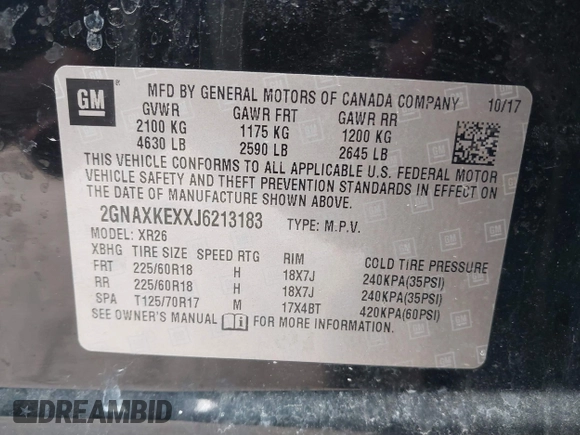 GM
MFD BY GENERAL MOTORS OF CANADA COMPANY 10/17
GVWR GAWR FRT GAWR RR
2100 KG 1175 KG 1200 KG
4630 LB 2590 LB 2645 LB
THIS VEHICLE CONFORMS TO ALL APPLICABLE U.S. FEDERAL MOTOR
VEHICLE SAFETY AND THEFT PREVENTION STANDARDS IN EFFECT ON
THE DATE OF MANUFACTURE SHOWN ABOVE.
2GNAXKEXXJ6213183 TYPE: M.P.V.
MODEL: XR26
XBHG TIRE SIZE SPEED RTG RIM COLD TIRE PRESSURE
FRT 225/60R18 H 18X7J 240KPA(35PSI)
RR 225/60R18 H 18X7J 240KPA(35PSI)
SPA T125/70R17 M 17X4BT 420KPA(60PSI)
SEE OWNER'S MANUAL FOR MORE INFORMATION.
DREAMBID